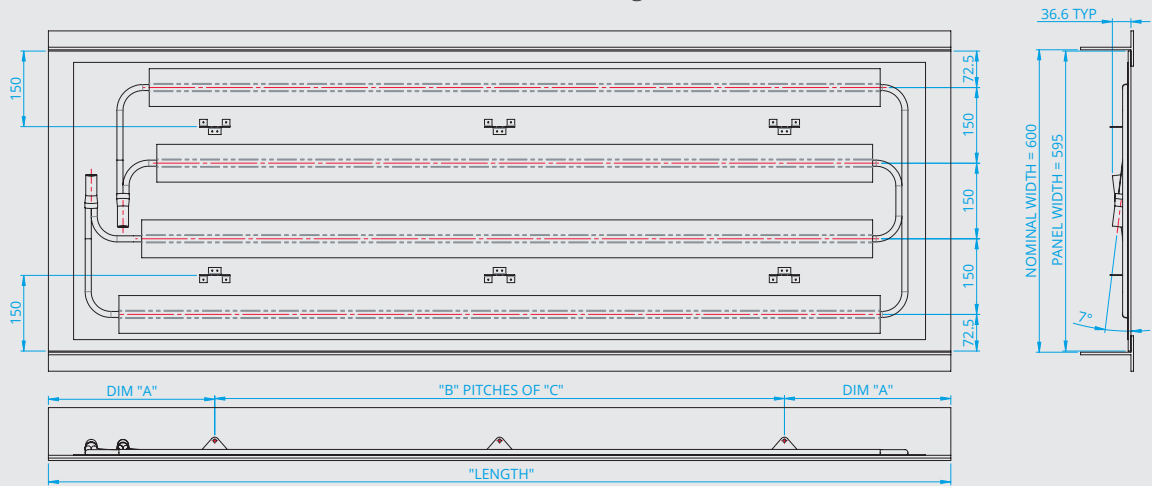 36.6 TYP
150
72.5
150
150
150
150
72.5
NOMINAL WIDTH = 600
PANEL WIDTH = 595
7°
DIM "A"
"B" PITCHES OF "C"
DIM "A"
"LENGTH"